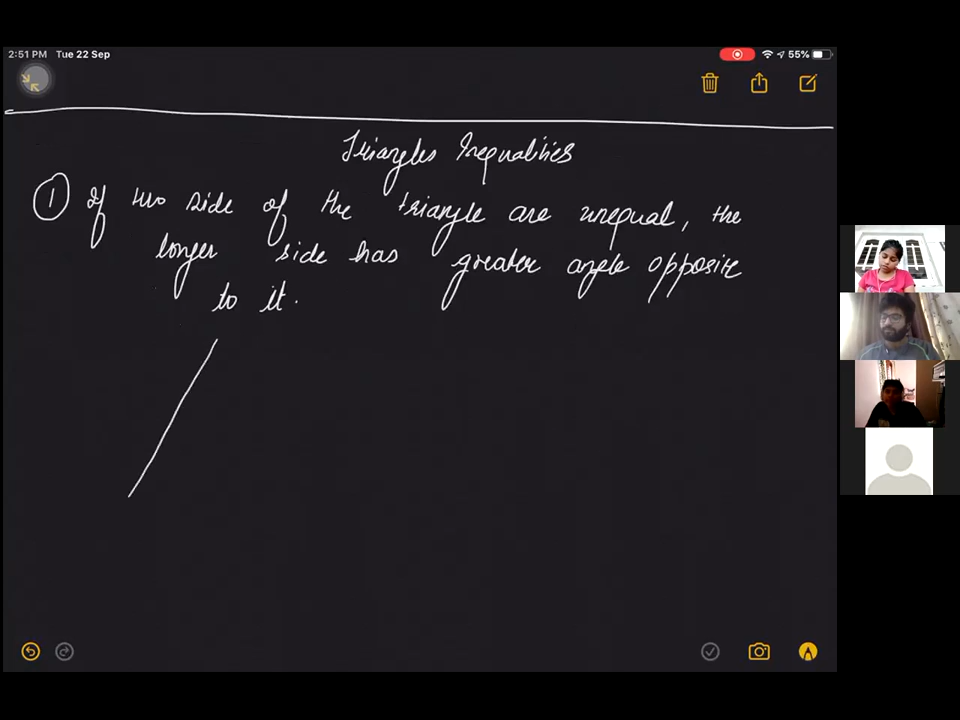 2:51 PM Tue 22 Sep 55%
Triangles Inequalities
① If two side of the triangle are unequal, the
longer side has greater angle opposite
to it.